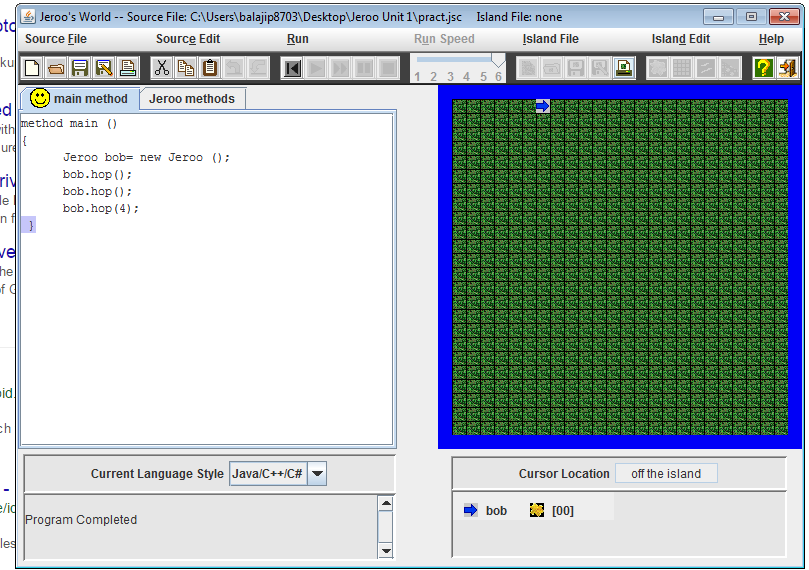 Jeroo's World -- Source File: C:\Users\balajip8703\Desktop\Jeroo Unit 1\pract.jsc    Island File: none
Source File    Source Edit    Run    Run Speed    Island File    Island Edit    Help
1 2 3 4 5 6
main method    Jeroo methods
method main ()
{
Jeroo bob= new Jeroo ();
bob.hop();
bob.hop();
bob.hop(4);
}
Current Language Style    Java/C++/C#
Program Completed
Cursor Location    off the island
bob    [00]